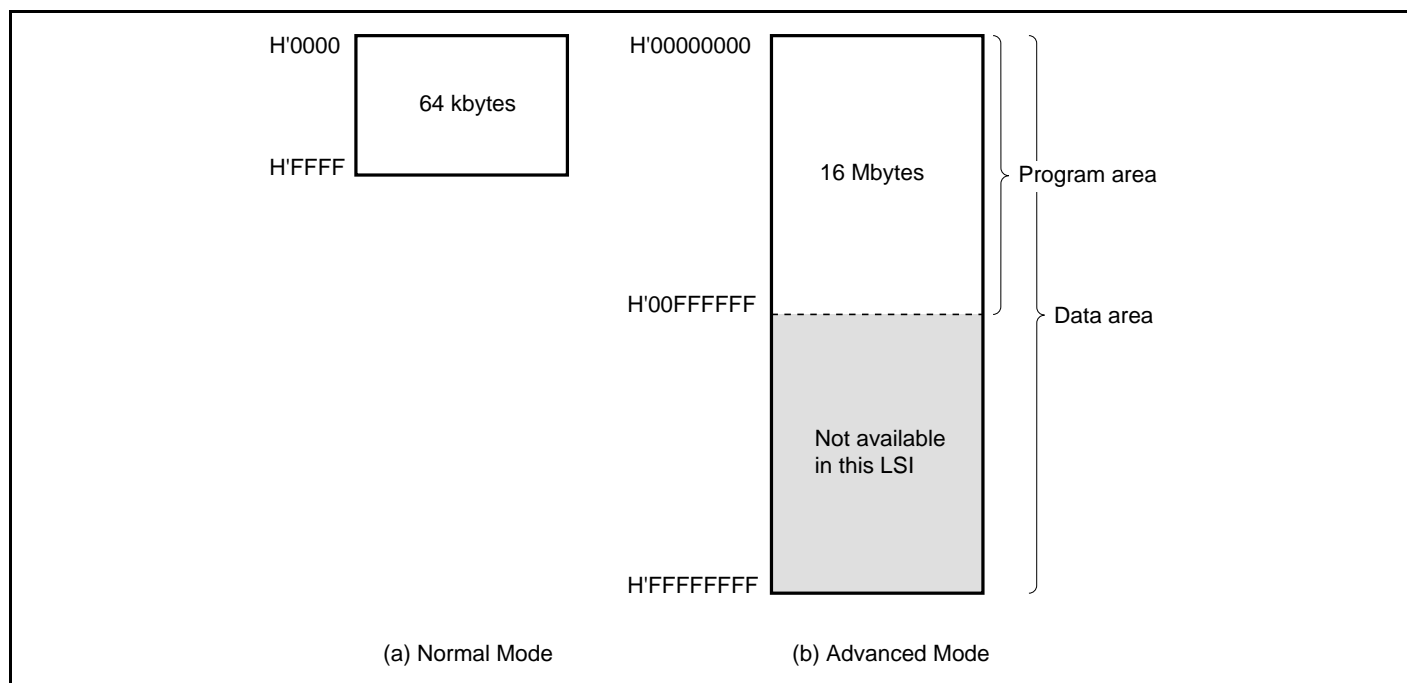 H'0000
64 kbytes
H'FFFF
(a) Normal Mode
H'00000000
16 Mbytes
H'00FFFFFF
Not available
in this LSI
H'FFFFFFFF
Program area
Data area
(b) Advanced Mode